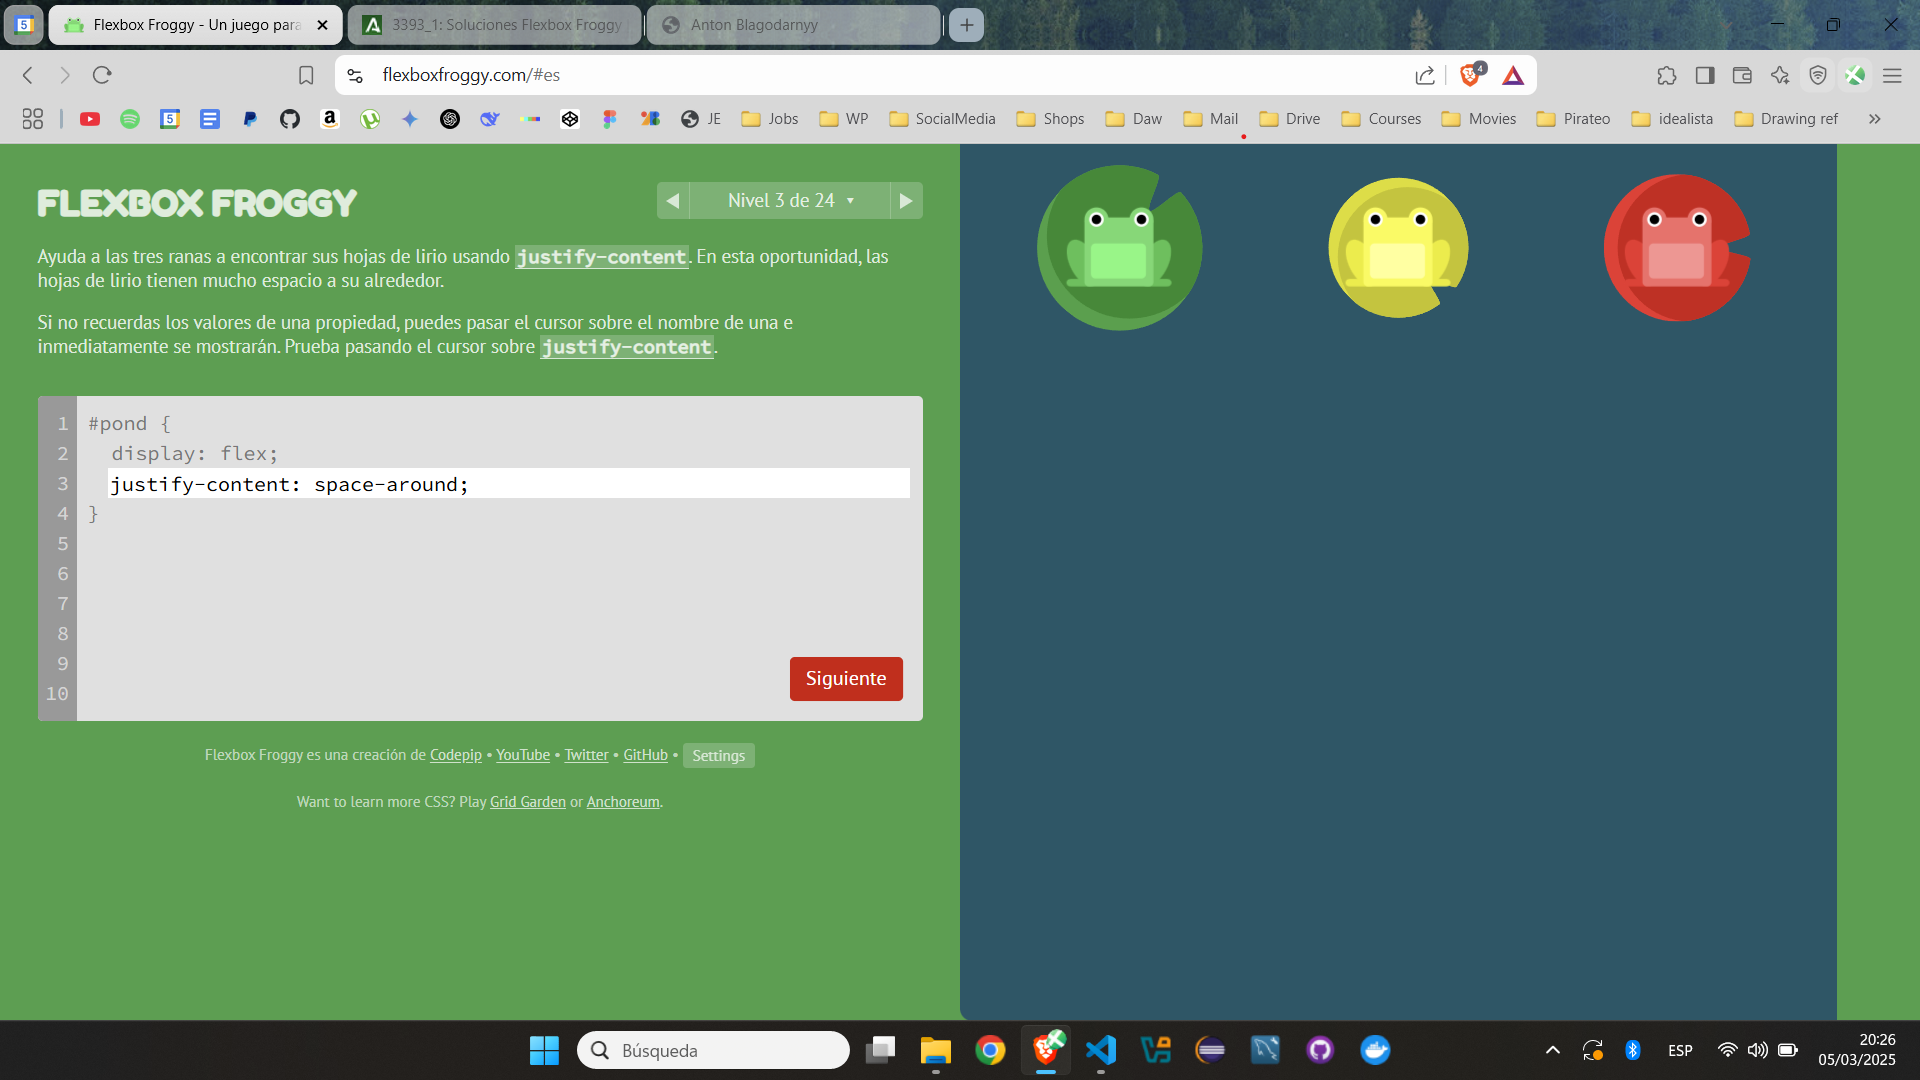 5
Flexbox Froggy - Un juego para
3393_1: Soluciones Flexbox Froggy
Anton Blagodarnyy
flexboxfroggy.com/#es
4
5
JE
Jobs
WP
SocialMedia
Shops
Daw
Mail
Drive
Courses
Movies
Pirateo
idealista
Drawing ref
FLEXBOX FROGGY
Nivel 3 de 24
Ayuda a las tres ranas a encontrar sus hojas de lirio usando justify-content. En esta oportunidad, las
hojas de lirio tienen mucho espacio a su alrededor.
Si no recuerdas los valores de una propiedad, puedes pasar el cursor sobre el nombre de una e
inmediatamente se mostrarán. Prueba pasando el cursor sobre justify-content.
1 #pond {
2 display: flex;
3 justify-content: space-around;
4 }
5
6
7
8
9
10
Siguiente
Flexbox Froggy es una creación de Codepip • YouTube • Twitter • GitHub • Settings
Want to learn more CSS? Play Grid Garden or Anchoreum.
Búsqueda
ESP
20:26
05/03/2025